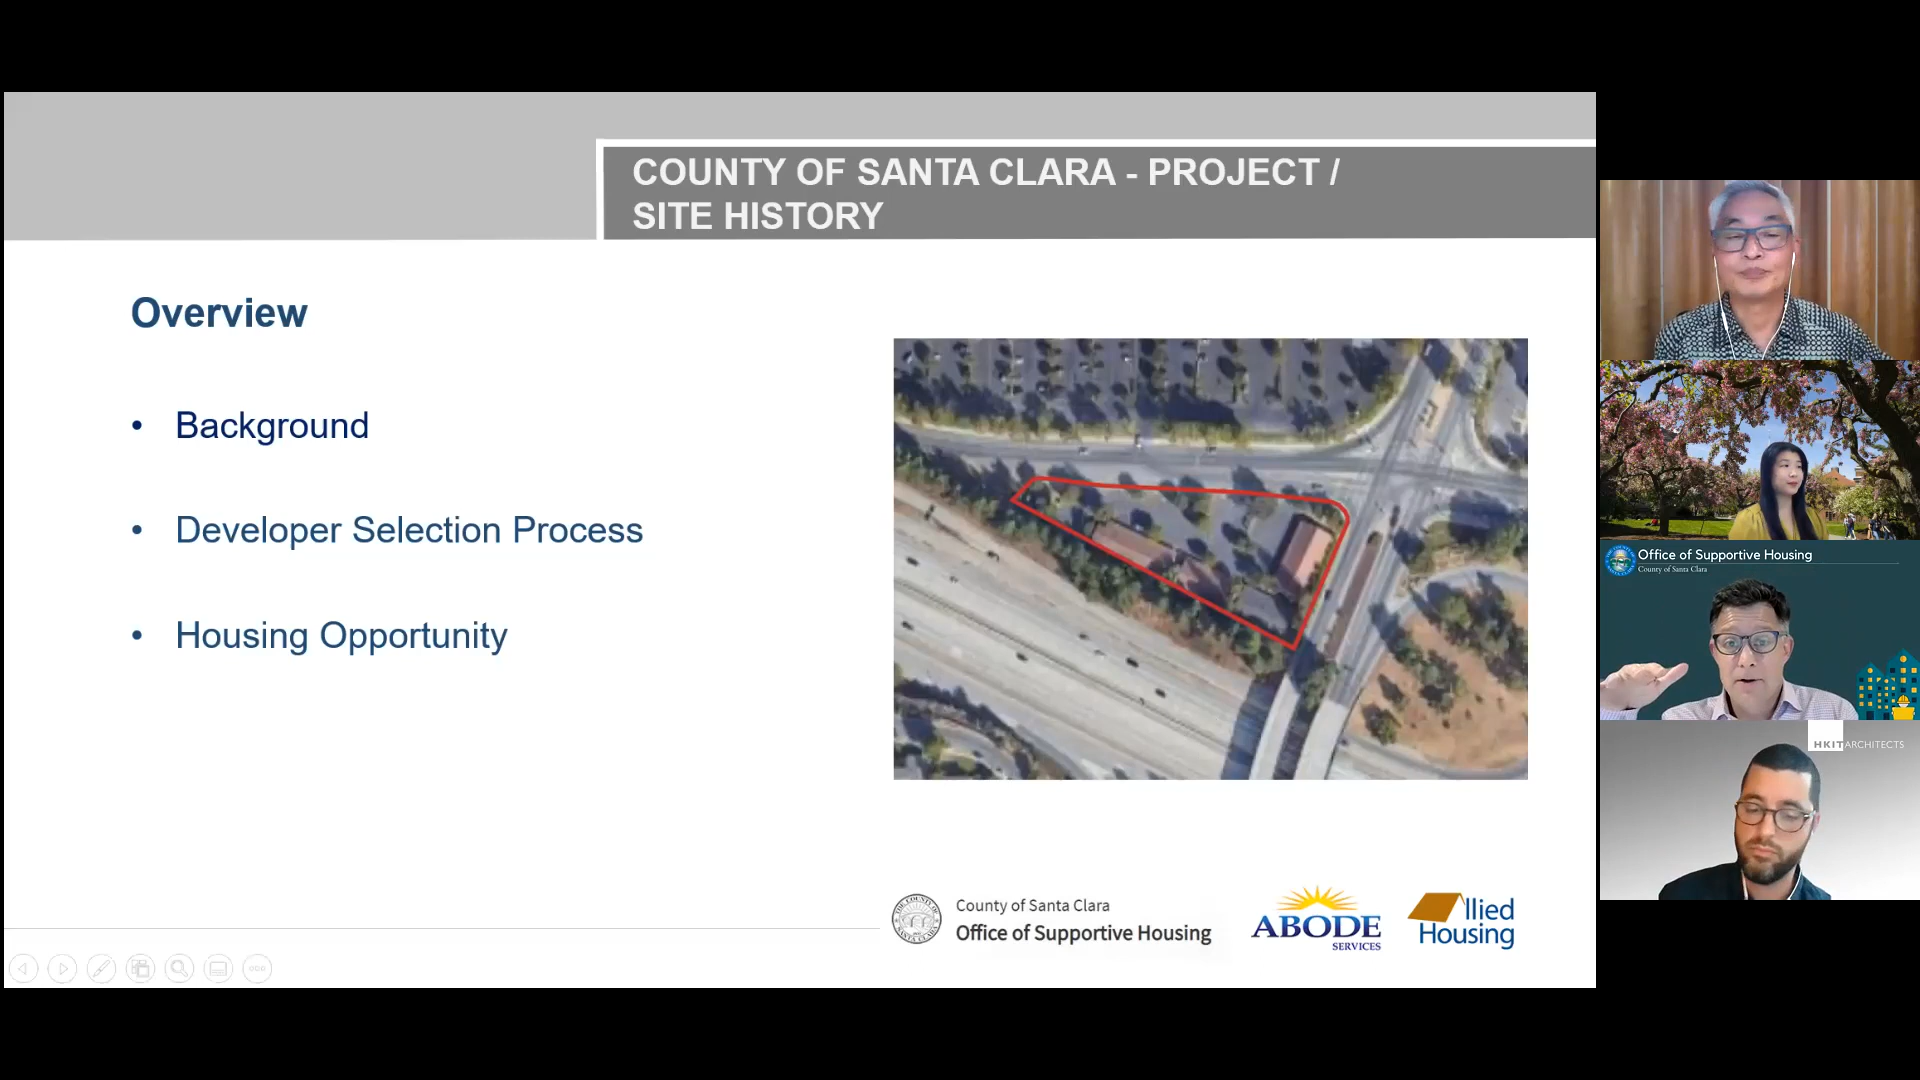 COUNTY OF SANTA CLARA - PROJECT /
SITE HISTORY
Overview
• Background
• Developer Selection Process
• Housing Opportunity
County of Santa Clara
Office of Supportive Housing
ABODE
SERVICES
llied
Housing
Office of Supportive Housing
County of Santa Clara
HKIT ARCHITECTS